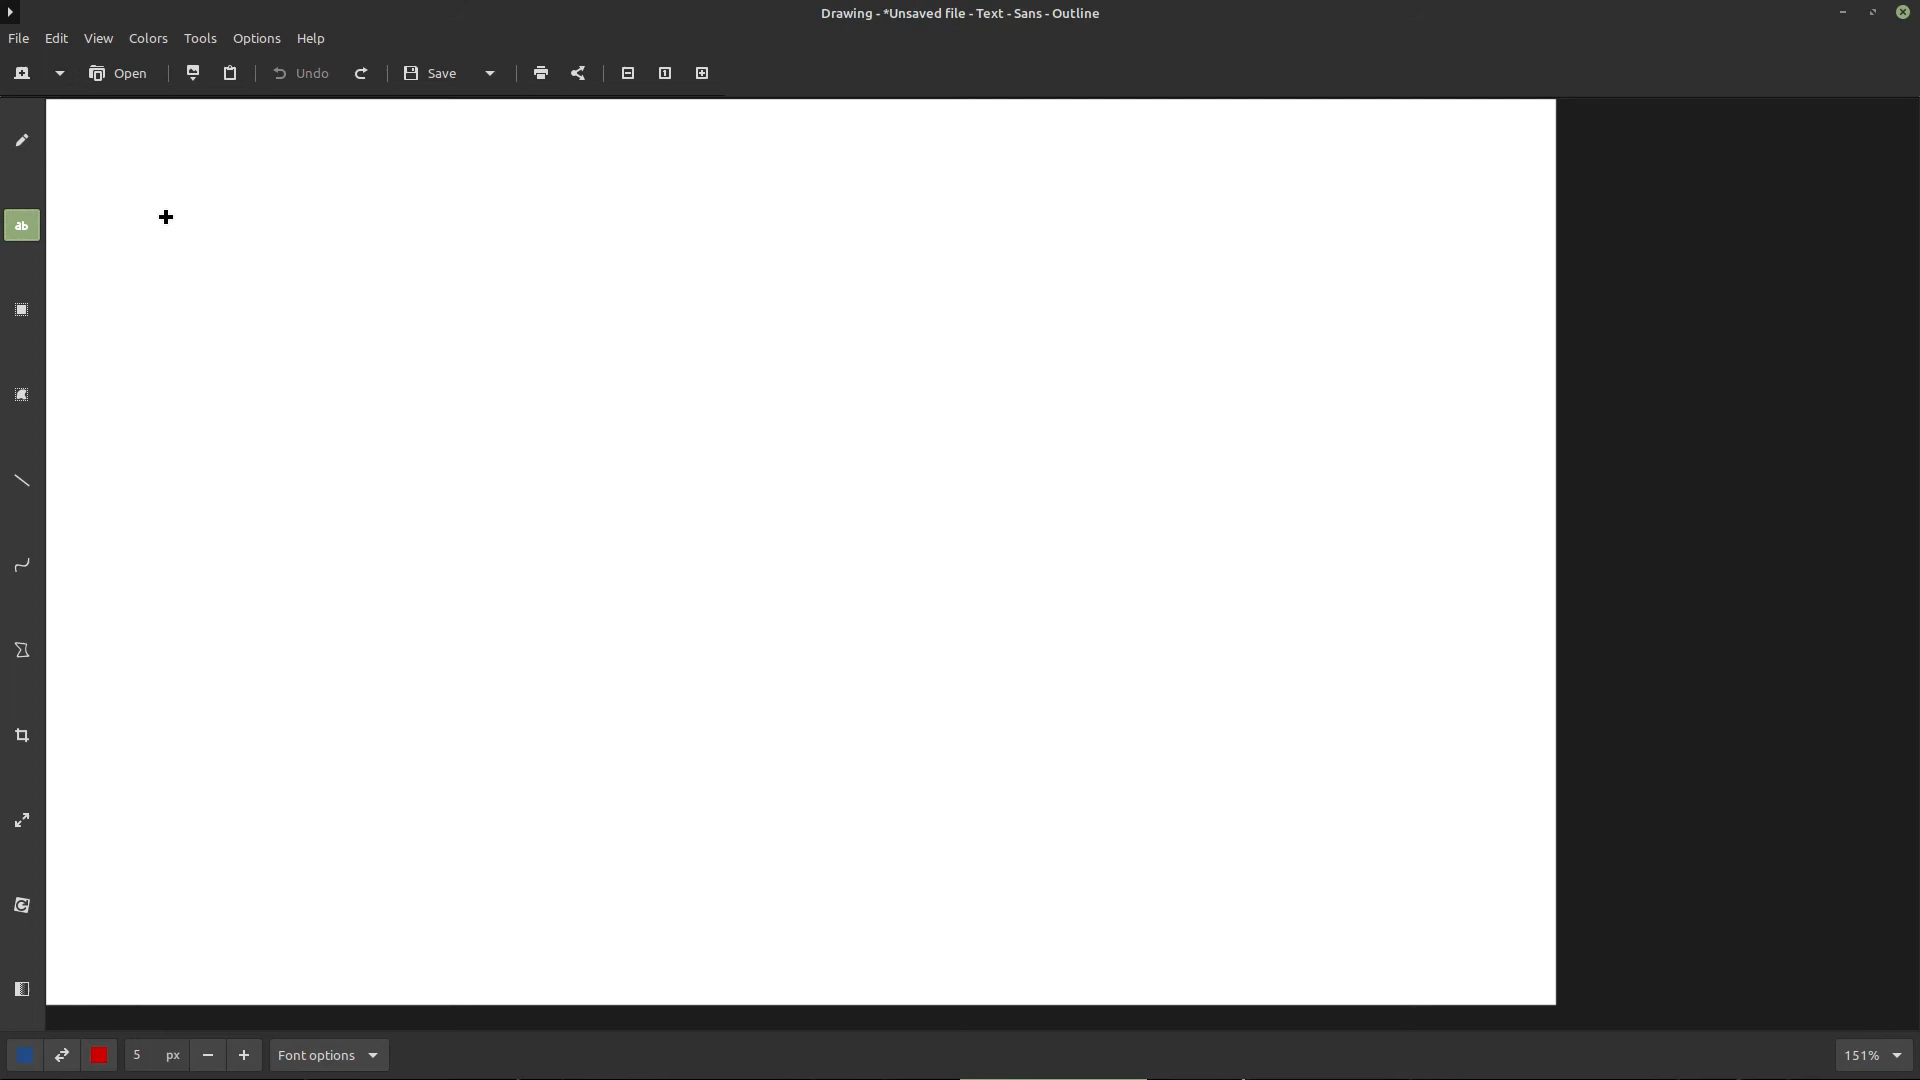 Drawing - *Unsaved file - Text - Sans - Outline
File Edit View Colors Tools Options Help
Open Undo Save 1
ab
5 px Font options 151%